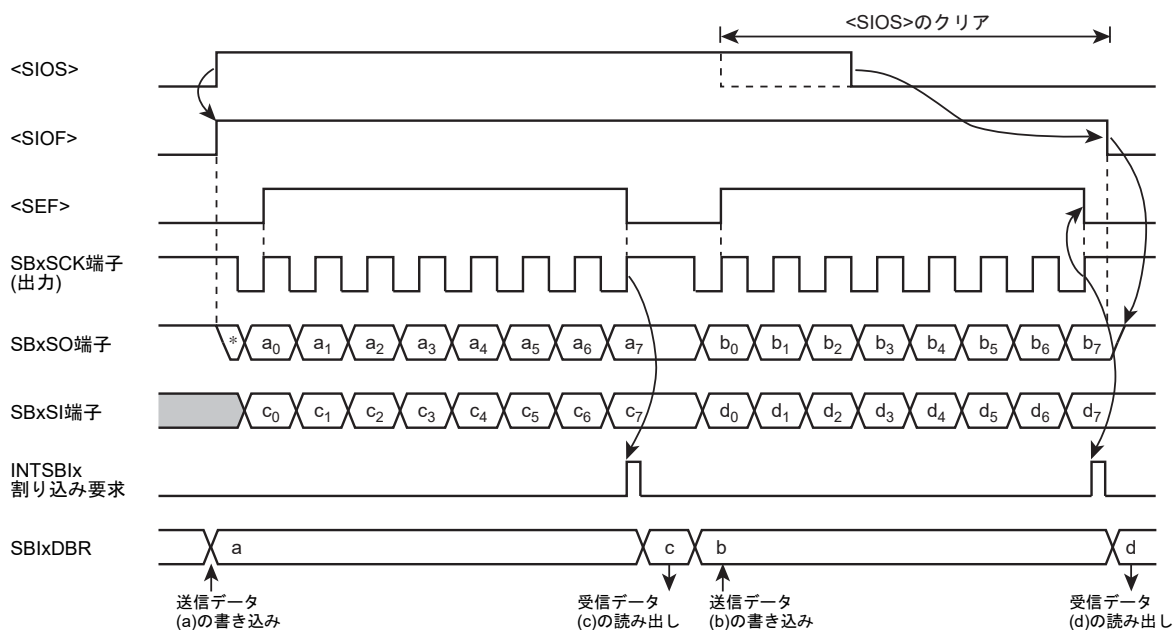 <SIOS>のクリア
<SIOS>
<SIOF>
<SEF>
SBxSCK端子
(出力)
SBxSO端子
* a0 a1 a2 a3 a4 a5 a6 a7 b0 b1 b2 b3 b4 b5 b6 b7
SBxSI端子
c0 c1 c2 c3 c4 c5 c6 c7 d0 d1 d2 d3 d4 d5 d6 d7
INTSBIx
割り込み要求
SBIxDBR
a c b d
送信データ
(a)の書き込み
受信データ
(c)の読み出し
送信データ
(b)の書き込み
受信データ
(d)の読み出し